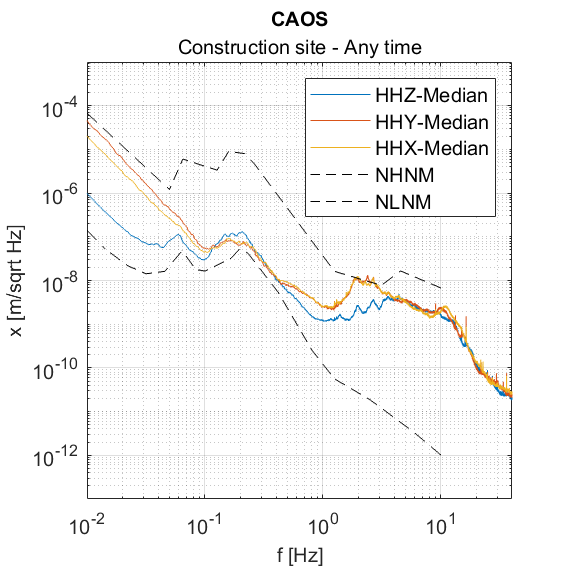 CAOS
Construction site - Any time
HHZ-Median
HHY-Median
HHX-Median
NHNM
NLNM
10^-4
10^-6
10^-8
10^-10
10^-12
x [m/sqrt Hz]
10^-2 10^-1 10^0 10^1
f [Hz]